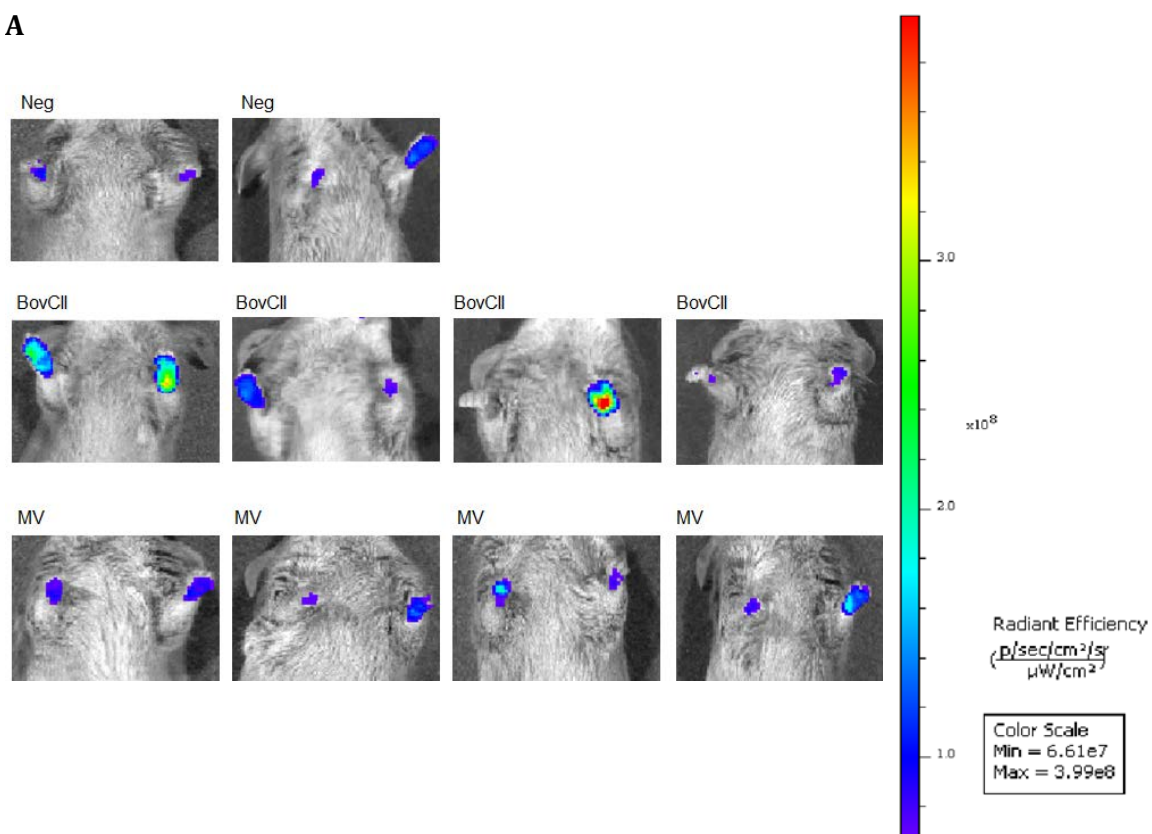 A
Neg Neg
BovCII BovCII BovCII BovCII
MV MV MV MV
3.0
x10⁸
2.0
1.0
Radiant Efficiency
(p/sec/cm²/sr
μW/cm²)
Color Scale
Min = 6.61e7
Max = 3.99e8